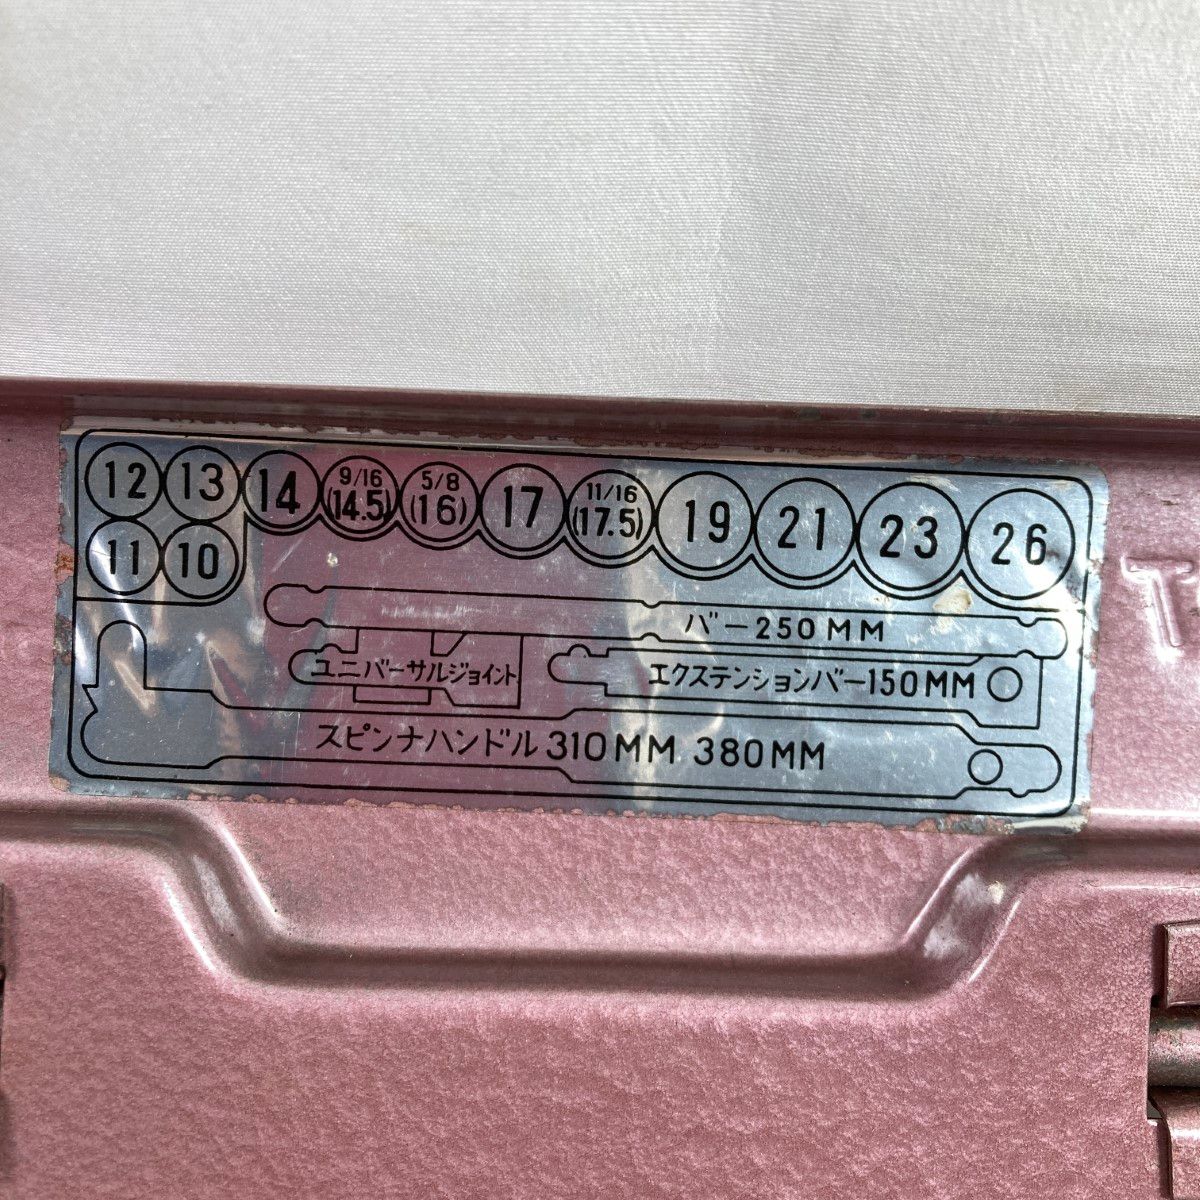 12 13 14 9/16 (14.5) 5/8 (16) 17 11/16 (17.5) 19 21 23 26
11 10
バー250MM
ユニバーサルジョイント エクステンションバー150MM
スピンナハンドル310MM 380MM
T